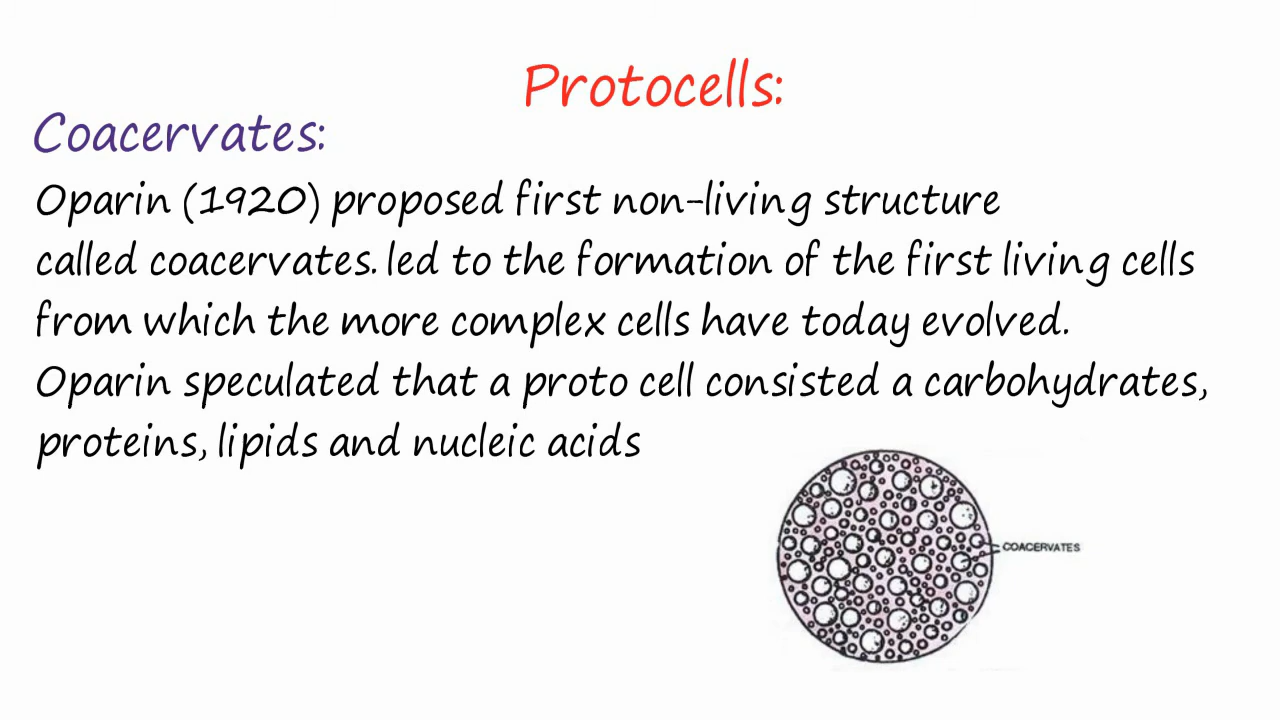 Protocells:
Coacervates:
Oparin (1920) proposed first non-living structure
called coacervates. led to the formation of the first living cells
from which the more complex cells have today evolved.
Oparin speculated that a proto cell consisted a carbohydrates,
proteins, lipids and nucleic acids
COACERVATES